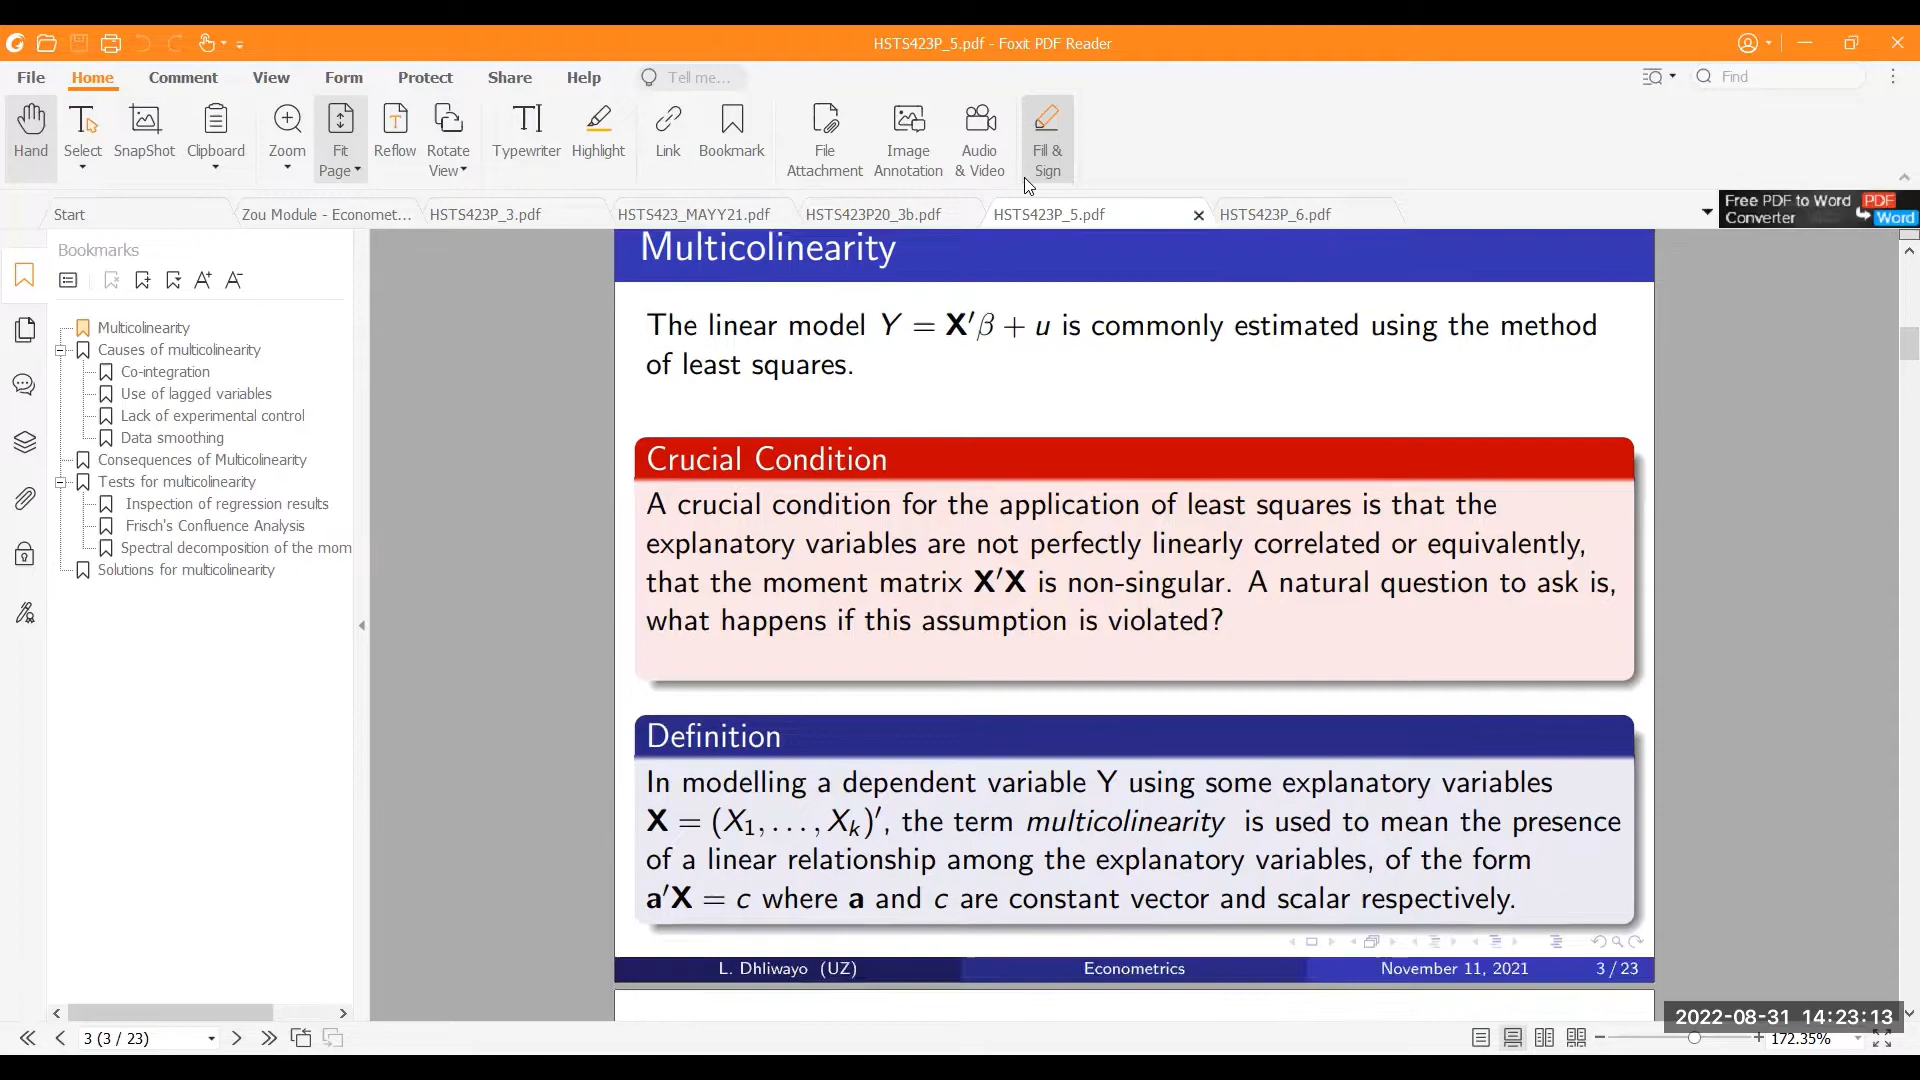 HSTS423P_5.pdf - Foxit PDF Reader
File Home Comment View Form Protect Share Help Tell me... Find
Hand Select SnapShot Clipboard Zoom Fit Page Reflow Rotate View Typewriter Highlight Link Bookmark File Attachment Image Annotation Audio & Video Fill & Sign
Start Zou Module - Economet... HSTS423P_3.pdf HSTS423_MAYY21.pdf HSTS423P20_3b.pdf HSTS423P_5.pdf HSTS423P_6.pdf
Free PDF to Word Converter PDF Word
Bookmarks
Multicolinearity
Causes of multicolinearity
Co-integration
Use of lagged variables
Lack of experimental control
Data smoothing
Consequences of Multicolinearity
Tests for multicolinearity
Inspection of regression results
Frisch's Confluence Analysis
Spectral decomposition of the mom
Solutions for multicolinearity
Multicolinearity
The linear model Y = X′β + u is commonly estimated using the method
of least squares.
Crucial Condition
A crucial condition for the application of least squares is that the
explanatory variables are not perfectly linearly correlated or equivalently,
that the moment matrix X′X is non-singular. A natural question to ask is,
what happens if this assumption is violated?
Definition
In modelling a dependent variable Y using some explanatory variables
X = (X₁, . . . , Xₖ)′, the term multicolinearity is used to mean the presence
of a linear relationship among the explanatory variables, of the form
a′X = c where a and c are constant vector and scalar respectively.
L. Dhliwayo (UZ) Econometrics November 11, 2021 3 / 23
2022-08-31 14:23:13
3 (3 / 23) 172.35%